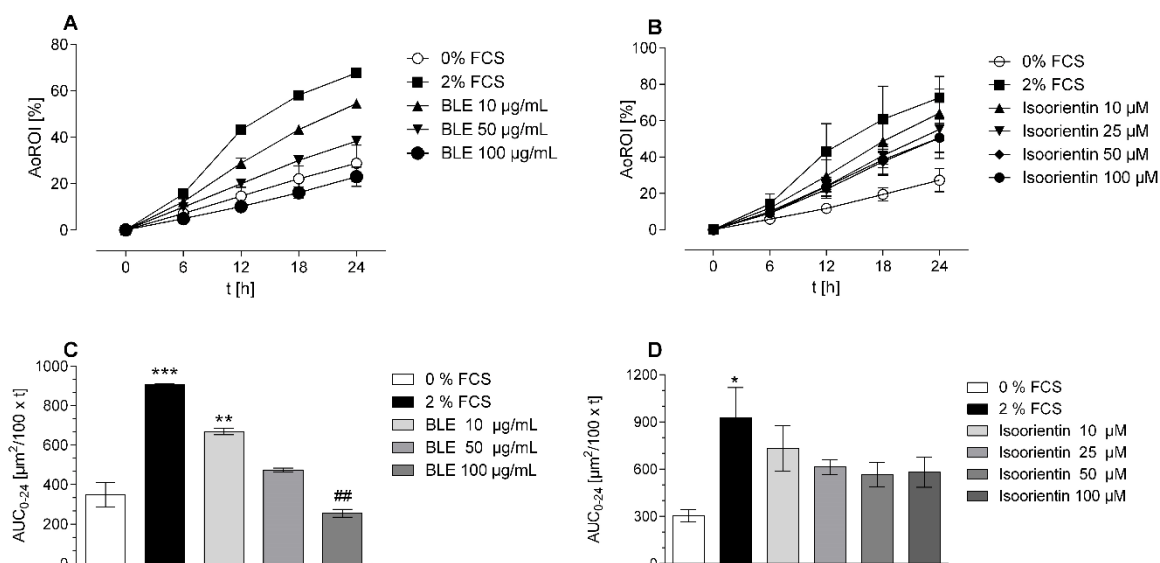 A
AoROI [%]
80
60
40
20
0
0 6 12 18 24
t [h]
0% FCS
2% FCS
BLE 10 µg/mL
BLE 50 µg/mL
BLE 100 µg/mL
B
AoROI [%]
100
80
60
40
20
0
0 6 12 18 24
t [h]
0% FCS
2% FCS
Isoorientin 10 µM
Isoorientin 25 µM
Isoorientin 50 µM
Isoorientin 100 µM
C
AUC0-24 [µm²/100 x t]
1000
800
600
400
200
0
***
**
##
0 % FCS
2 % FCS
BLE 10 µg/mL
BLE 50 µg/mL
BLE 100 µg/mL
D
AUC0-24 [µm²/100 x t]
1200
900
600
300
0
*
0 % FCS
2 % FCS
Isoorientin 10 µM
Isoorientin 25 µM
Isoorientin 50 µM
Isoorientin 100 µM